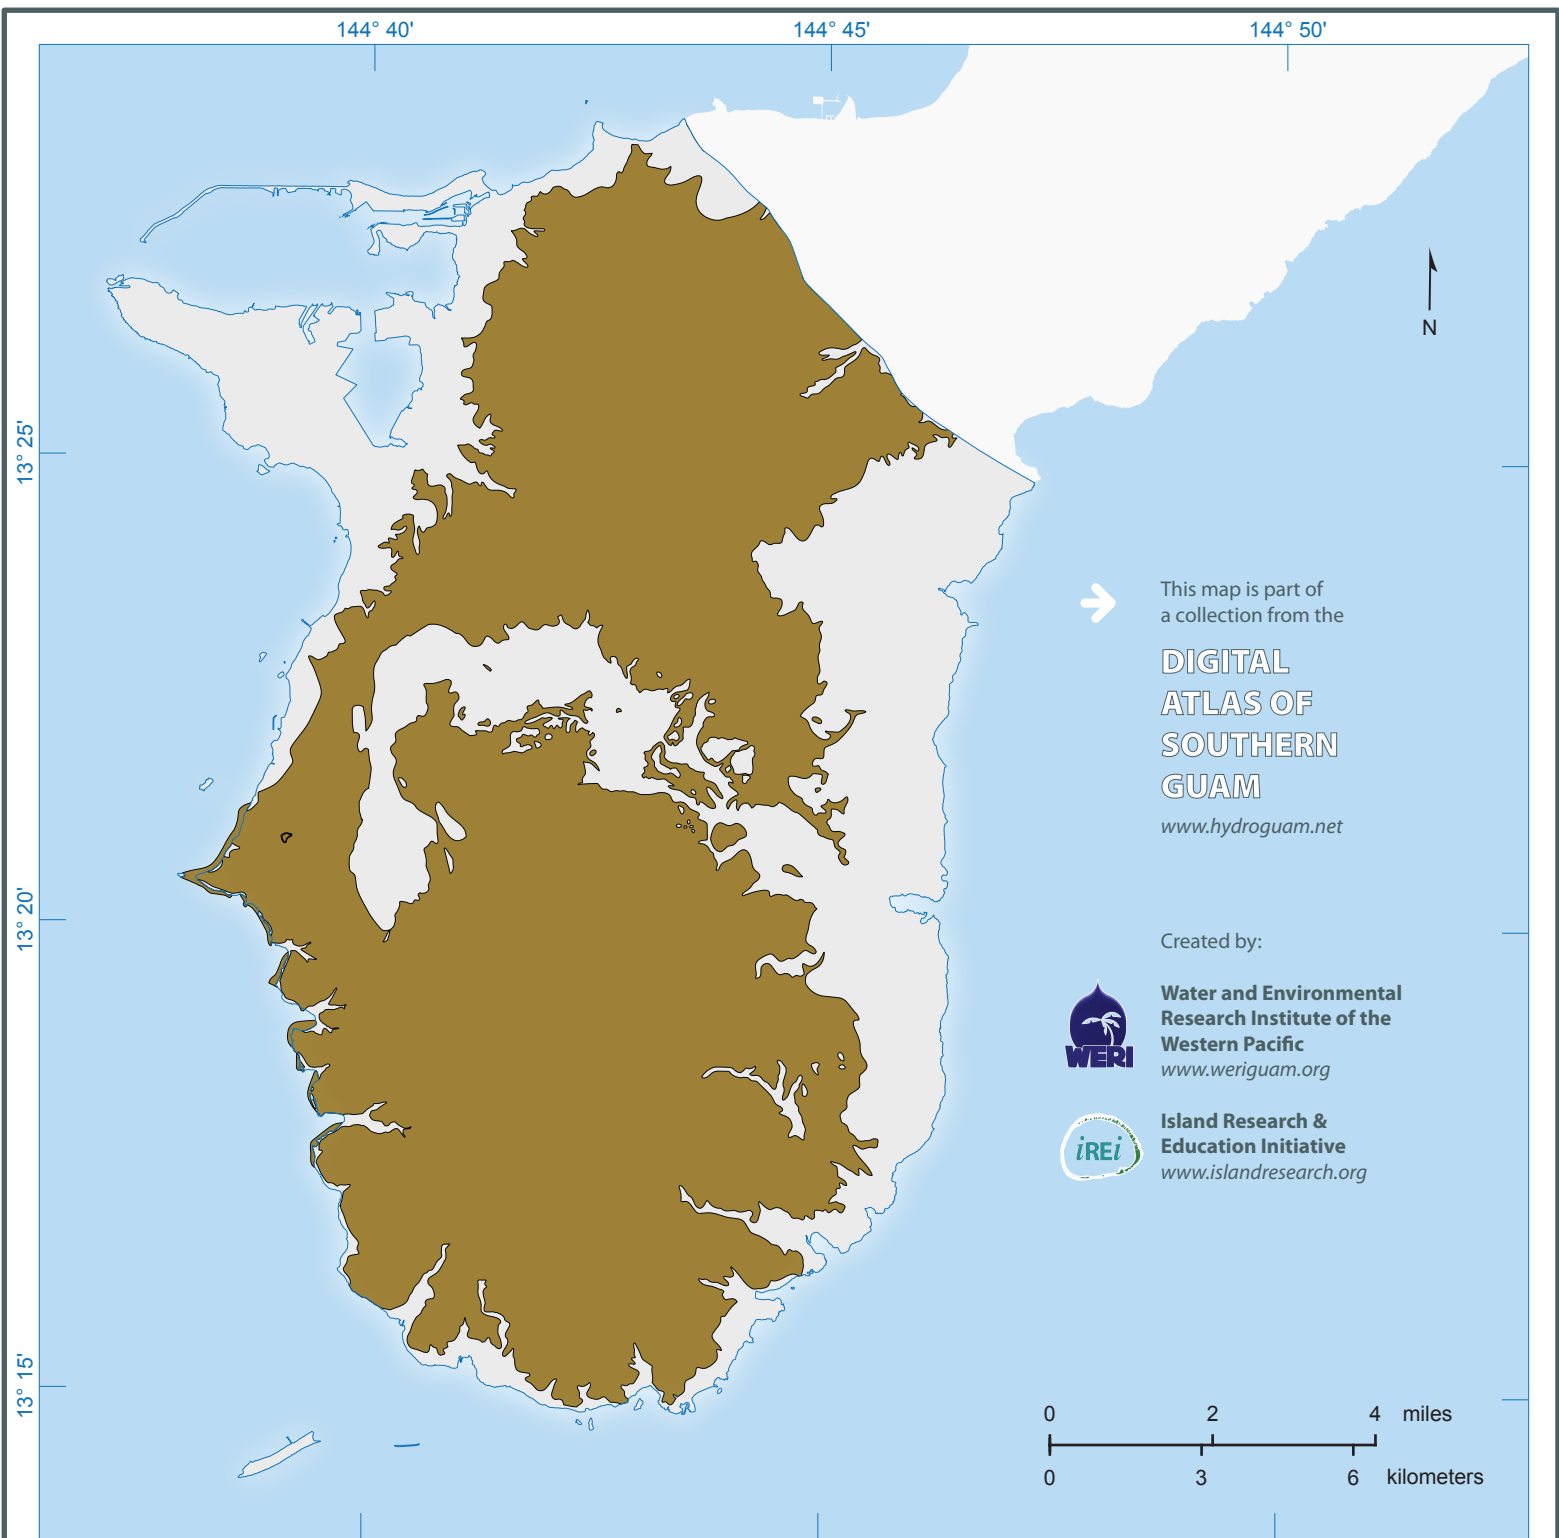 144° 40'
144° 45'
144° 50'
13° 25'
N
This map is part of
a collection from the
DIGITAL
ATLAS OF
SOUTHERN
GUAM
www.hydroguam.net
13° 20'
Created by:
WERI
Water and Environmental
Research Institute of the
Western Pacific
www.weriguam.org
iREi
Island Research &
Education Initiative
www.islandresearch.org
13° 15'
0 2 4 miles
0 3 6 kilometers